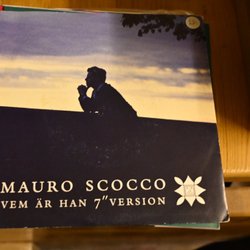 MAURO SCOCCO
VEM ÄR HAN 7" VERSION